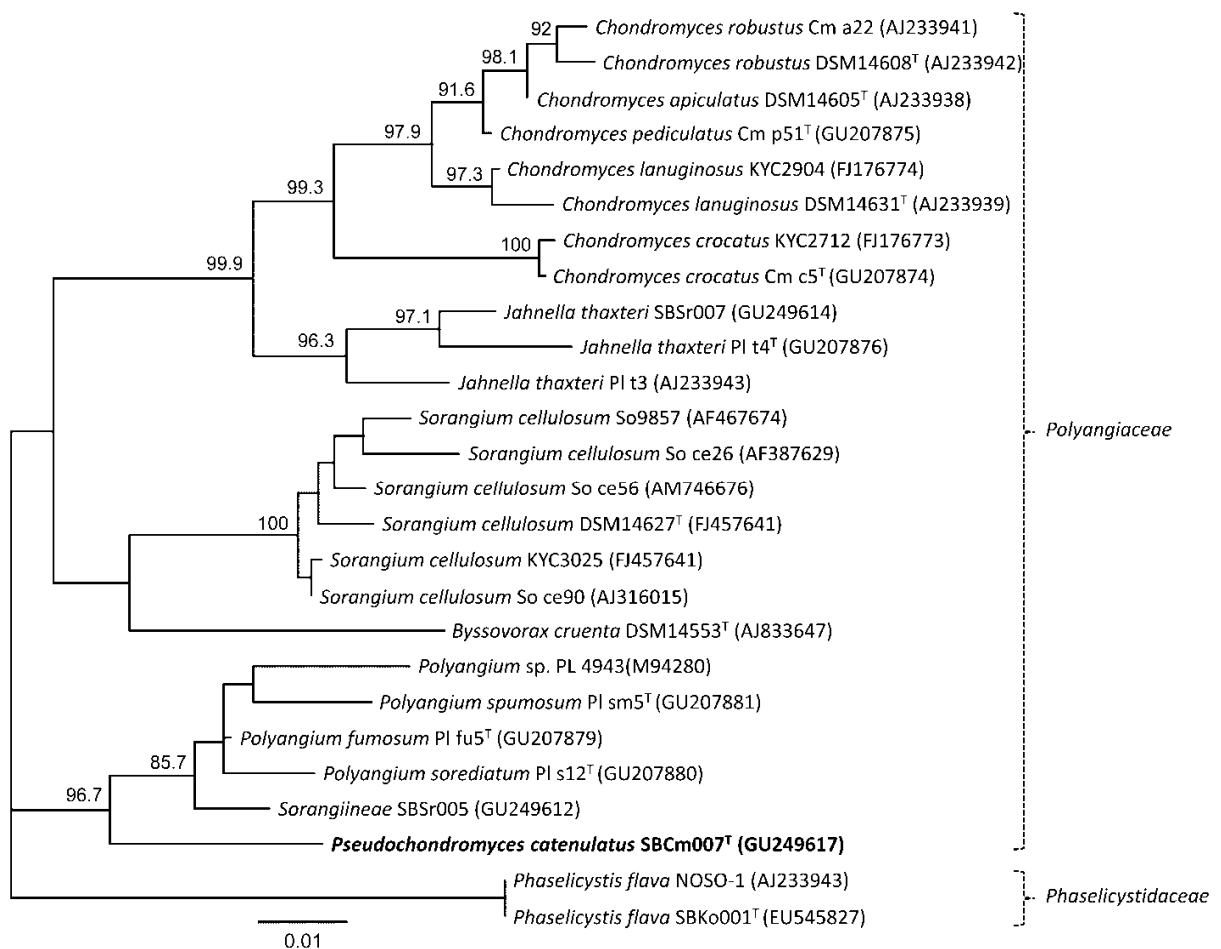 92
Chondromyces robustus Cm a22 (AJ233941)
98.1
Chondromyces robustus DSM14608ᵀ (AJ233942)
91.6
Chondromyces apiculatus DSM14605ᵀ (AJ233938)
97.9
Chondromyces pediculatus Cm p51ᵀ (GU207875)
97.3
Chondromyces lanuginosus KYC2904 (FJ176774)
99.3
Chondromyces lanuginosus DSM14631ᵀ (AJ233939)
100
Chondromyces crocatus KYC2712 (FJ176773)
99.9
Chondromyces crocatus Cm c5ᵀ (GU207874)
97.1
Jahnella thaxteri SBSr007 (GU249614)
96.3
Jahnella thaxteri Pl t4ᵀ (GU207876)
Jahnella thaxteri Pl t3 (AJ233943)
Sorangium cellulosum So9857 (AF467674)
Polyangiaceae
Sorangium cellulosum So ce26 (AF387629)
Sorangium cellulosum So ce56 (AM746676)
100
Sorangium cellulosum DSM14627ᵀ (FJ457641)
Sorangium cellulosum KYC3025 (FJ457641)
Sorangium cellulosum So ce90 (AJ316015)
Byssovorax cruenta DSM14553ᵀ (AJ833647)
Polyangium sp. PL 4943(M94280)
Polyangium spumosum Pl sm5ᵀ (GU207881)
Polyangium fumosum Pl fu5ᵀ (GU207879)
85.7
Polyangium sorediatum Pl s12ᵀ (GU207880)
96.7
Sorangiineae SBSr005 (GU249612)
Pseudochondromyces catenulatus SBCm007ᵀ (GU249617)
Phaselicystis flava NOSO-1 (AJ233943)
Phaselicystidaceae
Phaselicystis flava SBKo001ᵀ (EU545827)
0.01